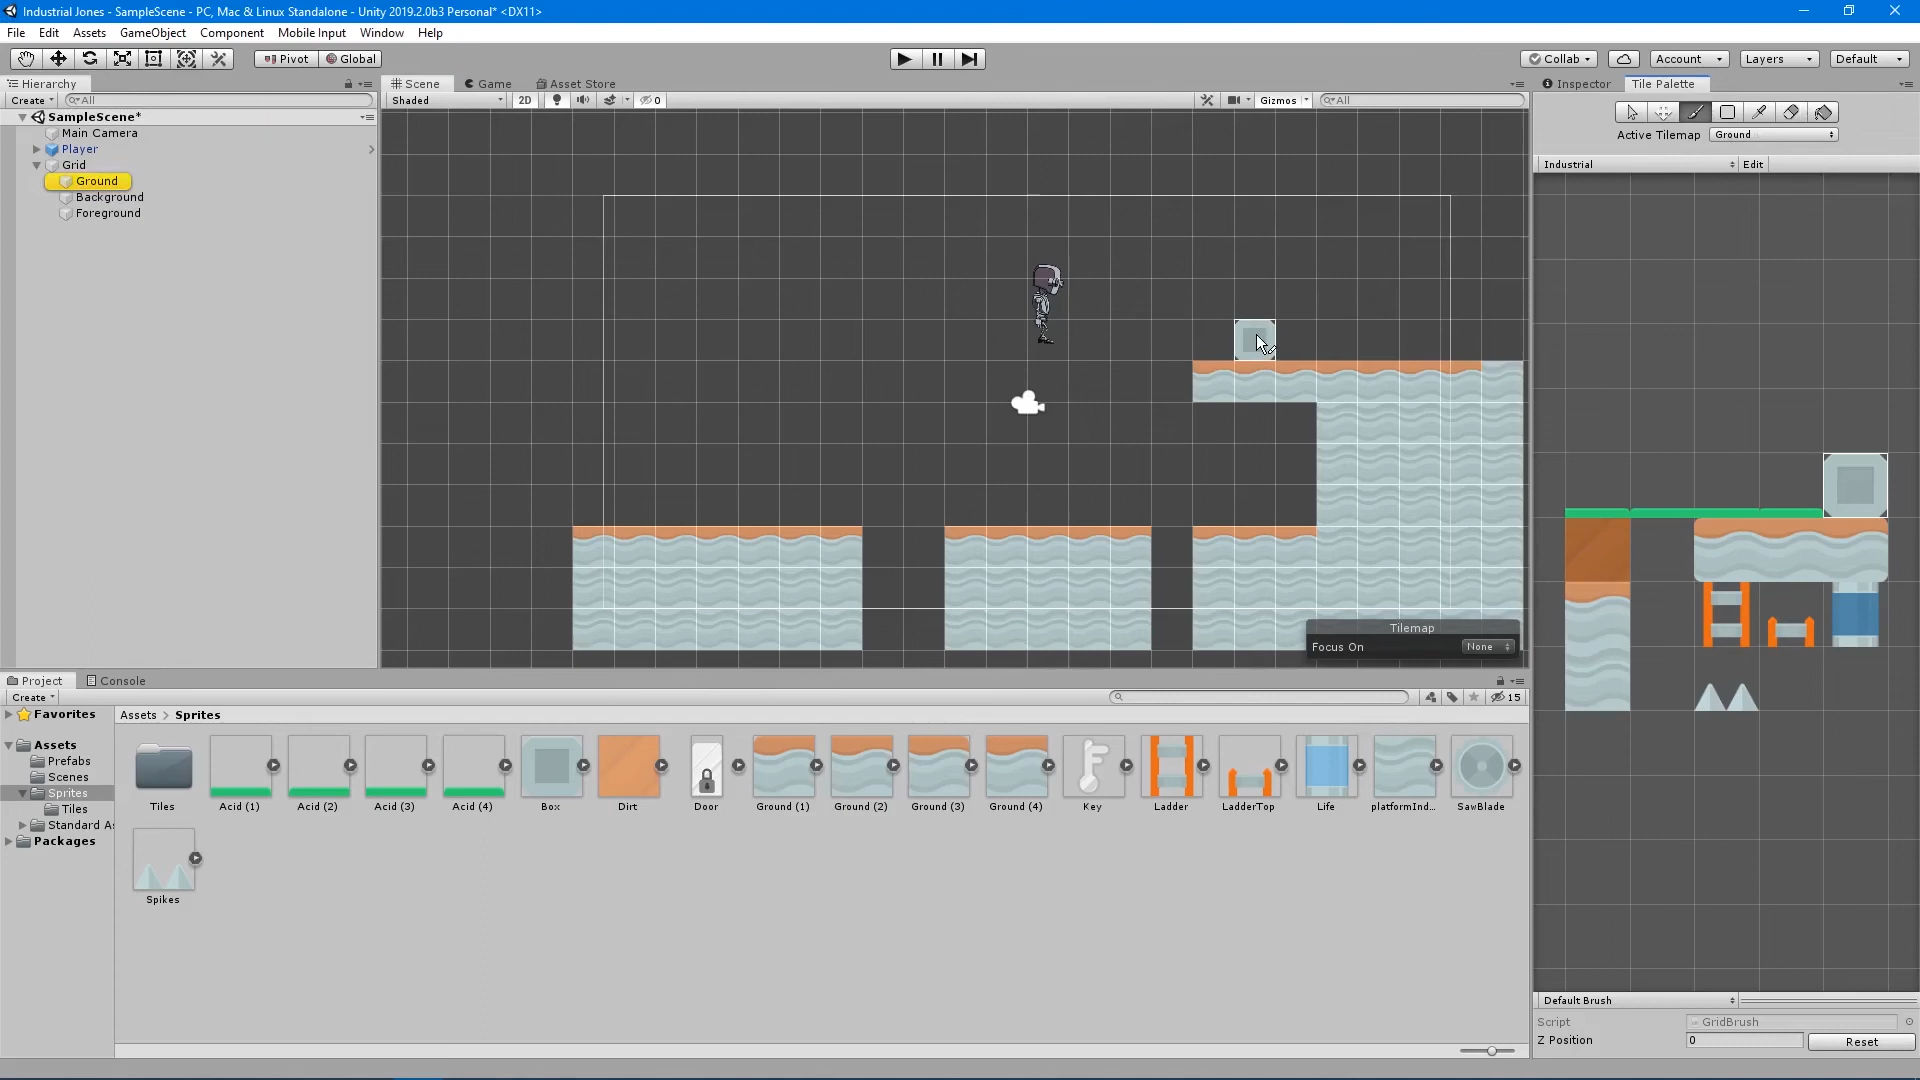 Industrial Jones - SampleScene - PC, Mac & Linux Standalone - Unity 2019.2.0b3 Personal* <DX11>
File Edit Assets GameObject Component Mobile Input Window Help
Pivot Global Collab Account Layers Default
Hierarchy Scene Game Asset Store Inspector Tile Palette
Create All Shaded 2D 0 Gizmos All
SampleScene*
Main Camera
Player
Grid
Ground
Background
Foreground
Active Tilemap Ground
Industrial Edit
Tilemap
Focus On None
Project Console
Create 15
Favorites
Assets
Prefabs
Scenes
Sprites
Tiles
Standard A
Packages
Assets > Sprites
Tiles Acid (1) Acid (2) Acid (3) Acid (4) Box Dirt Door Ground (1) Ground (2) Ground (3) Ground (4) Key Ladder LadderTop Life platformInd... SawBlade
Spikes
Default Brush
Script GridBrush
Z Position 0 Reset